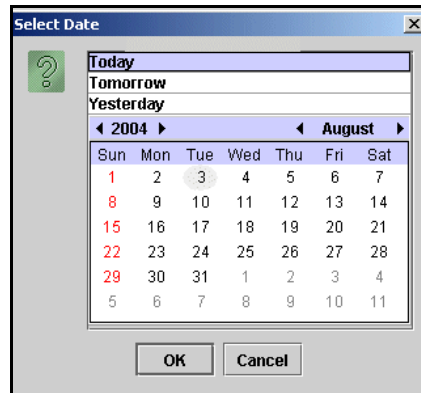 Select Date
Today
Tomorrow
Yesterday
2004 August
Sun Mon Tue Wed Thu Fri Sat
1 2 3 4 5 6 7
8 9 10 11 12 13 14
15 16 17 18 19 20 21
22 23 24 25 26 27 28
29 30 31 1 2 3 4
5 6 7 8 9 10 11
OK Cancel